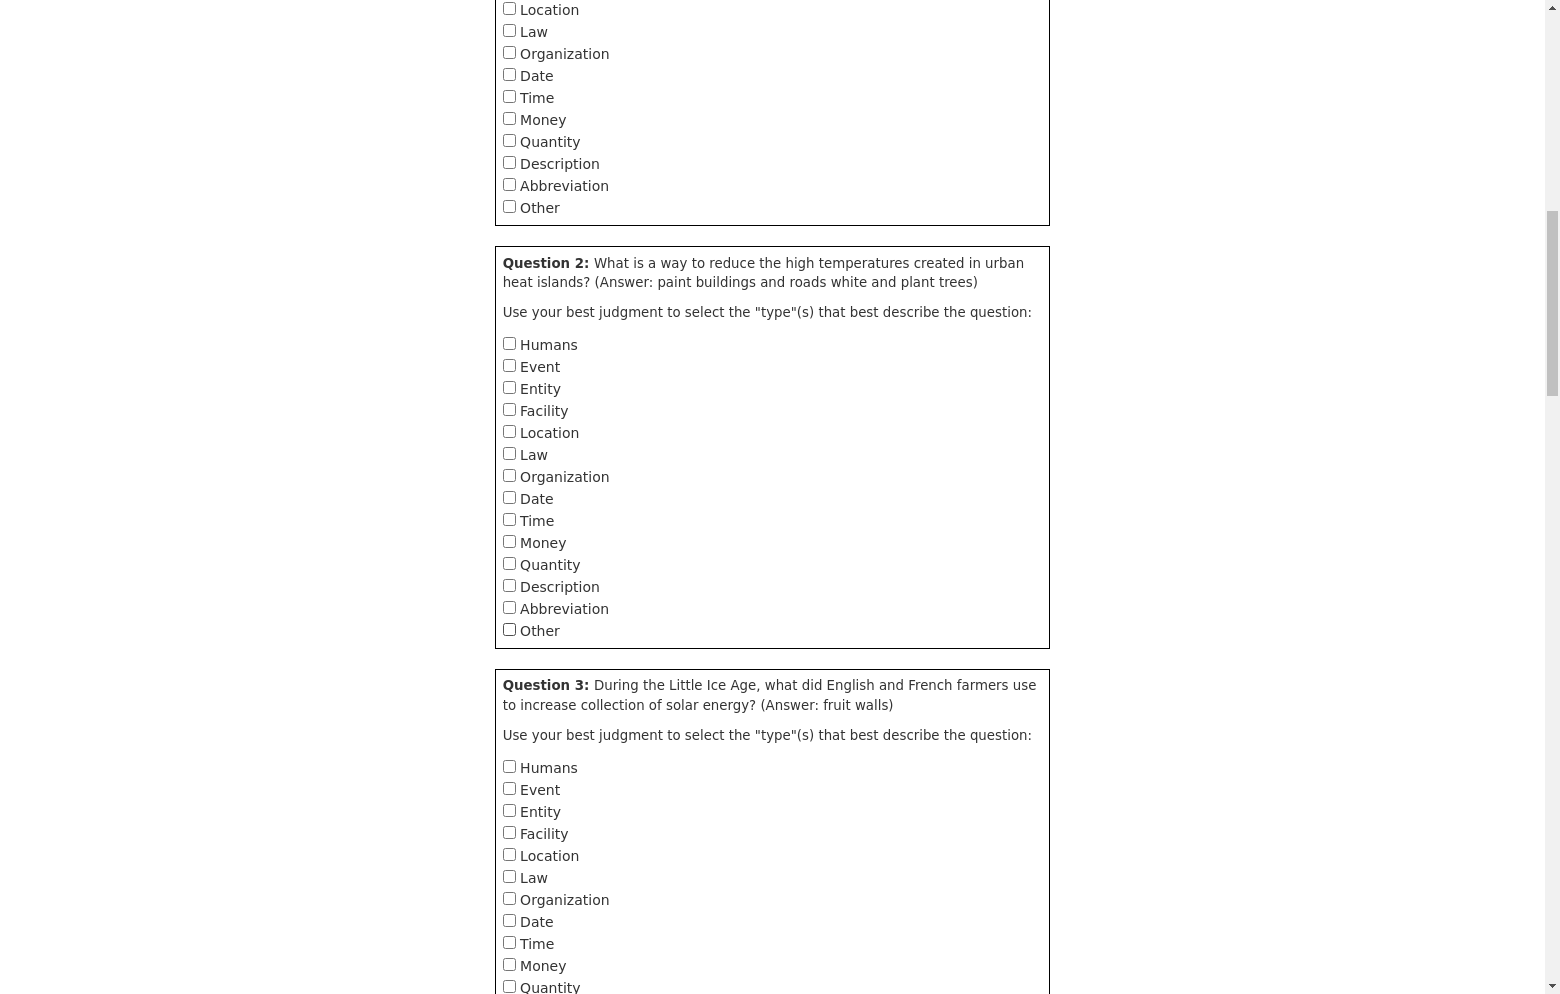 Location
Law
Organization
Date
Time
Money
Quantity
Description
Abbreviation
Other
Question 2: What is a way to reduce the high temperatures created in urban
heat islands? (Answer: paint buildings and roads white and plant trees)
Use your best judgment to select the "type"(s) that best describe the question:
Humans
Event
Entity
Facility
Location
Law
Organization
Date
Time
Money
Quantity
Description
Abbreviation
Other
Question 3: During the Little Ice Age, what did English and French farmers use
to increase collection of solar energy? (Answer: fruit walls)
Use your best judgment to select the "type"(s) that best describe the question:
Humans
Event
Entity
Facility
Location
Law
Organization
Date
Time
Money
Quantity